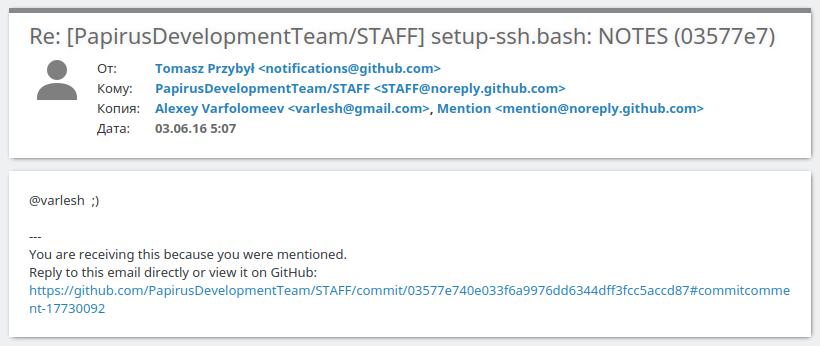 Re: [PapirusDevelopmentTeam/STAFF] setup-ssh.bash: NOTES (03577e7)
От: Tomasz Przybył <notifications@github.com>
Кому: PapirusDevelopmentTeam/STAFF <STAFF@noreply.github.com>
Копия: Alexey Varfolomeev <varlesh@gmail.com>, Mention <mention@noreply.github.com>
Дата: 03.06.16 5:07
@varlesh ;)
---
You are receiving this because you were mentioned.
Reply to this email directly or view it on GitHub:
https://github.com/PapirusDevelopmentTeam/STAFF/commit/03577e740e033f6a9976dd6344dff3fcc5accd87#commitcomme
nt-17730092